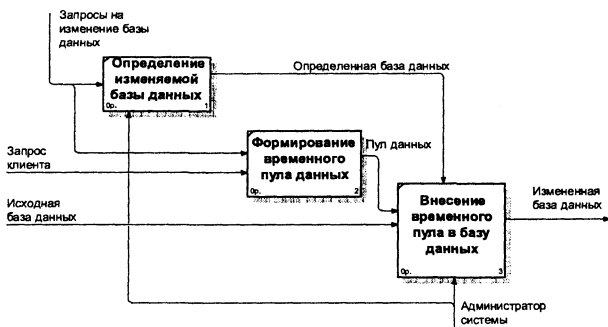 Запросы на
изменение базы
данных
Определение
изменяемой
базы данных
0р.
1
Определенная база данных
Запрос
клиента
Формирование
временного
пула данных
0р.
2
Пул данных
Исходная
база данных
Внесение
временного
пула в базу
данных
0р.
3
Измененная
база данных
Администратор
системы